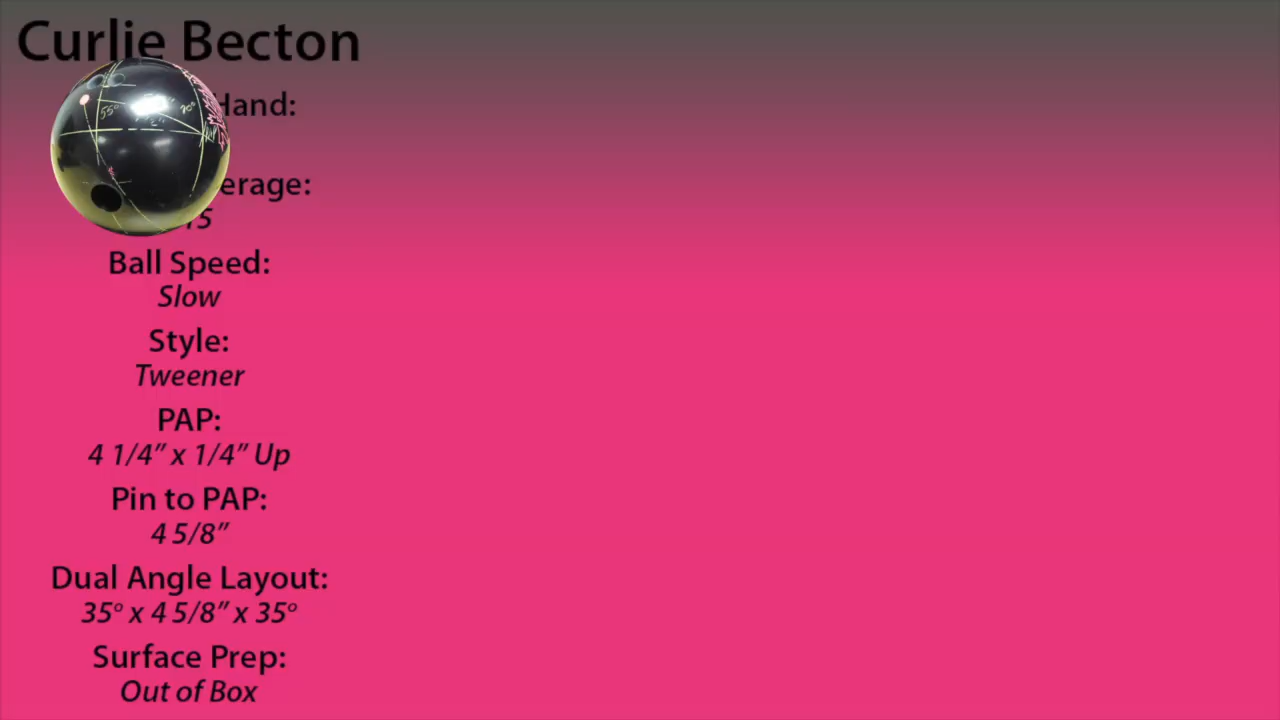 Curlie Becton
Hand:
Ball Speed:
Slow
Style:
Tweener
PAP:
4 1/4” x 1/4” Up
Pin to PAP:
4 5/8”
Dual Angle Layout:
35° x 4 5/8” x 35°
Surface Prep:
Out of Box